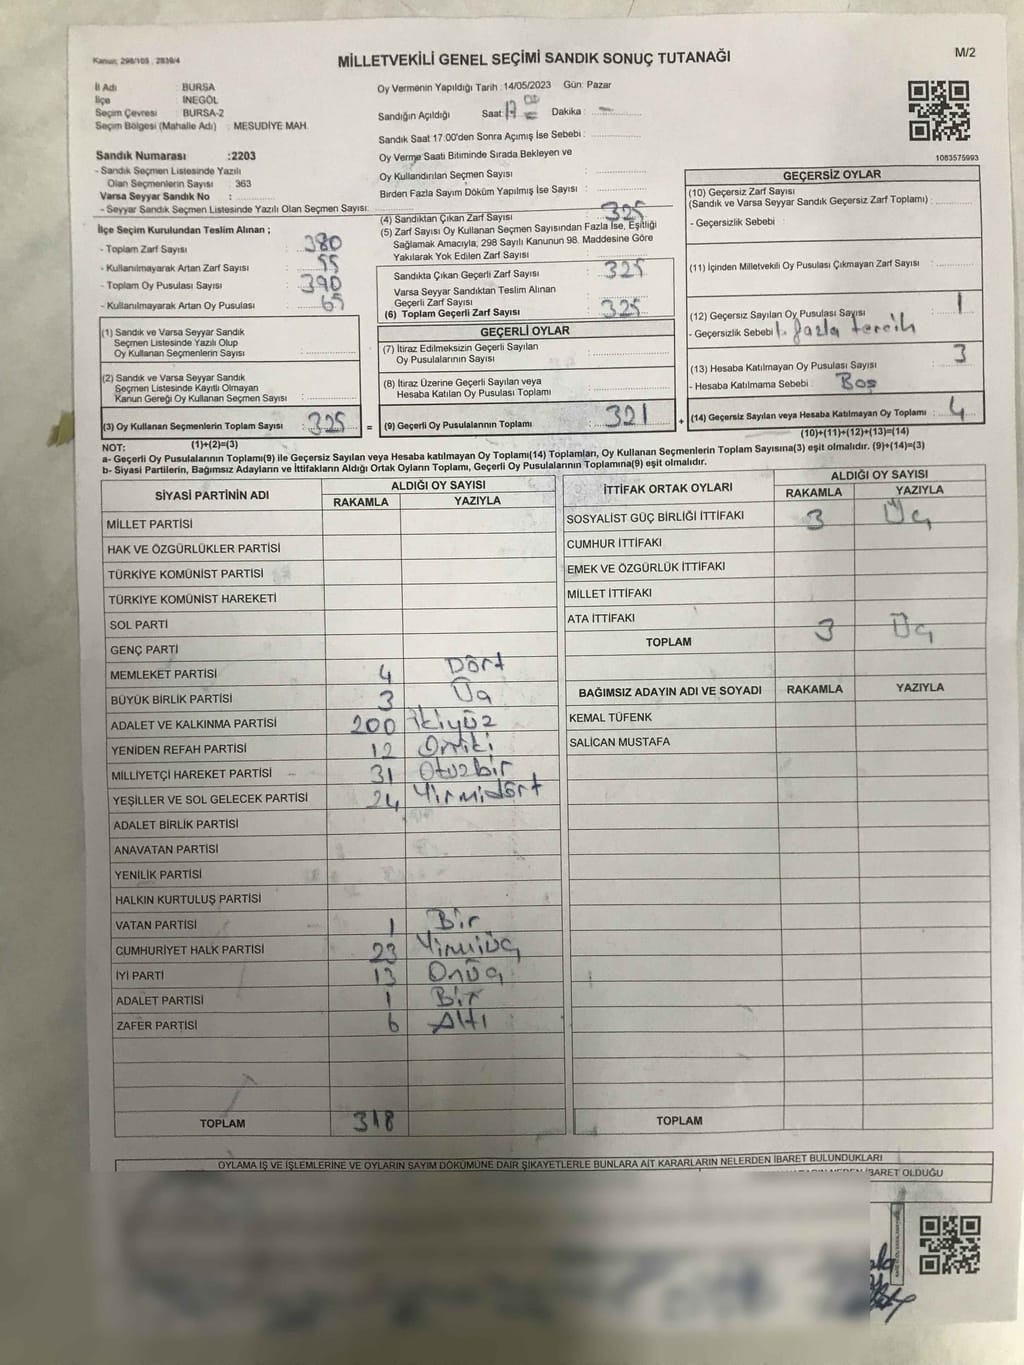 Kanun: 298/105 , 2839/4
MİLLETVEKİLİ GENEL SEÇİMİ SANDIK SONUÇ TUTANAĞI
M/2
İl Adı : BURSA
İlçe : İNEGÖL
Seçim Çevresi : BURSA-2
Seçim Bölgesi (Mahalle Adı) : MESUDİYE MAH.
Oy Vermenin Yapıldığı Tarih : 14/05/2023 Gün: Pazar
Sandığın Açıldığı Saat: 17 00 Dakika :
Sandık Saat 17:00'den Sonra Açımış İse Sebebi :
Sandık Numarası :2203
- Sandık Seçmen Listesinde Yazılı
Olan Seçmenlerin Sayısı : 363
Varsa Seyyar Sandık No :
- Seyyar Sandık Seçmen Listesinde Yazılı Olan Seçmen Sayısı:
Oy Verme Saati Bitiminde Sırada Bekleyen ve
Oy Kullandırılan Seçmen Sayısı :
Birden Fazla Sayım Döküm Yapılmış İse Sayısı :
1083575993
İlçe Seçim Kurulundan Teslim Alınan ;
- Toplam Zarf Sayısı : 380
- Kullanılmayarak Artan Zarf Sayısı : 55
- Toplam Oy Pusulası Sayısı : 390
- Kullanılmayarak Artan Oy Pusulası : 65
(4) Sandıktan Çıkan Zarf Sayısı : 325
(5) Zarf Sayısı Oy Kullanan Seçmen Sayısından Fazla İse, Eşitliği
Sağlamak Amacıyla, 298 Sayılı Kanunun 98. Maddesine Göre
Yakılarak Yok Edilen Zarf Sayısı :
Sandıkta Çıkan Geçerli Zarf Sayısı : 325
Varsa Seyyar Sandıktan Teslim Alınan
Geçerli Zarf Sayısı :
(6) Toplam Geçerli Zarf Sayısı : 325
GEÇERSİZ OYLAR
(10) Geçersiz Zarf Sayısı
(Sandık ve Varsa Seyyar Sandık Geçersiz Zarf Toplamı) :
- Geçersizlik Sebebi :
(11) İçinden Milletvekili Oy Pusulası Çıkmayan Zarf Sayısı :
(12) Geçersiz Sayılan Oy Pusulası Sayısı : 1
- Geçersizlik Sebebi 1. fazla tercih
(13) Hesaba Katılmayan Oy Pusulası Sayısı : 3
- Hesaba Katılmama Sebebi Boş
(14) Geçersiz Sayılan veya Hesaba Katılmayan Oy Toplamı : 4
(10)+(11)+(12)+(13)=(14)
(1) Sandık ve Varsa Seyyar Sandık
Seçmen Listesinde Yazılı Olup
Oy Kullanan Seçmenlerin Sayısı :
(2) Sandık ve Varsa Seyyar Sandık
Seçmen Listesinde Kayıtlı Olmayan
Kanun Gereği Oy Kullanan Seçmen Sayısı :
(3) Oy Kullanan Seçmenlerin Toplam Sayısı : 325 =
(1)+(2)=(3)
GEÇERLİ OYLAR
(7) İtiraz Edilmeksizin Geçerli Sayılan
Oy Pusulalarının Sayısı :
(8) İtiraz Üzerine Geçerli Sayılan veya
Hesaba Katılan Oy Pusulası Toplamı :
(9) Geçerli Oy Pusulalarının Toplamı : 321 +
NOT:
a- Geçerli Oy Pusulalarının Toplamı(9) ile Geçersiz Sayılan veya Hesaba katılmayan Oy Toplamı(14) Toplamları, Oy Kullanan Seçmenlerin Toplam Sayısına(3) eşit olmalıdır. (9)+(14)=(3)
b- Siyasi Partilerin, Bağımsız Adayların ve İttifakların Aldığı Ortak Oyların Toplamı, Geçerli Oy Pusulalarının Toplamına(9) eşit olmalıdır.
SİYASİ PARTİNİN ADI
ALDIĞI OY SAYISI
RAKAMLA YAZIYLA
MİLLET PARTİSİ
HAK VE ÖZGÜRLÜKLER PARTİSİ
TÜRKİYE KOMÜNİST PARTİSİ
TÜRKİYE KOMÜNİST HAREKETİ
SOL PARTİ
GENÇ PARTİ
MEMLEKET PARTİSİ 4 Dört
BÜYÜK BİRLİK PARTİSİ 3 Üç
ADALET VE KALKINMA PARTİSİ 200 İkiyüz
YENİDEN REFAH PARTİSİ 12 Oniki
MİLLİYETÇİ HAREKET PARTİSİ 31 Otuzbir
YEŞİLLER VE SOL GELECEK PARTİSİ 24 Yirmidört
ADALET BİRLİK PARTİSİ
ANAVATAN PARTİSİ
YENİLİK PARTİSİ
HALKIN KURTULUŞ PARTİSİ
VATAN PARTİSİ 1 Bir
CUMHURİYET HALK PARTİSİ 23 Yirmiüç
İYİ PARTİ 13 Onüç
ADALET PARTİSİ 1 Bir
ZAFER PARTİSİ 6 Altı
TOPLAM 318
İTTİFAK ORTAK OYLARI
ALDIĞI OY SAYISI
RAKAMLA YAZIYLA
SOSYALİST GÜÇ BİRLİĞİ İTTİFAKI 3 Üç
CUMHUR İTTİFAKI
EMEK VE ÖZGÜRLÜK İTTİFAKI
MİLLET İTTİFAKI
ATA İTTİFAKI
TOPLAM 3 Üç
BAĞIMSIZ ADAYIN ADI VE SOYADI RAKAMLA YAZIYLA
KEMAL TÜFENK
SALİCAN MUSTAFA
TOPLAM
OYLAMA İŞ VE İŞLEMLERİNE VE OYLARIN SAYIM DÖKÜMÜNE DAİR ŞİKAYETLERLE BUNLARA AİT KARARLARIN NELERDEN İBARET BULUNDUKLARI
İBARET OLDUĞU